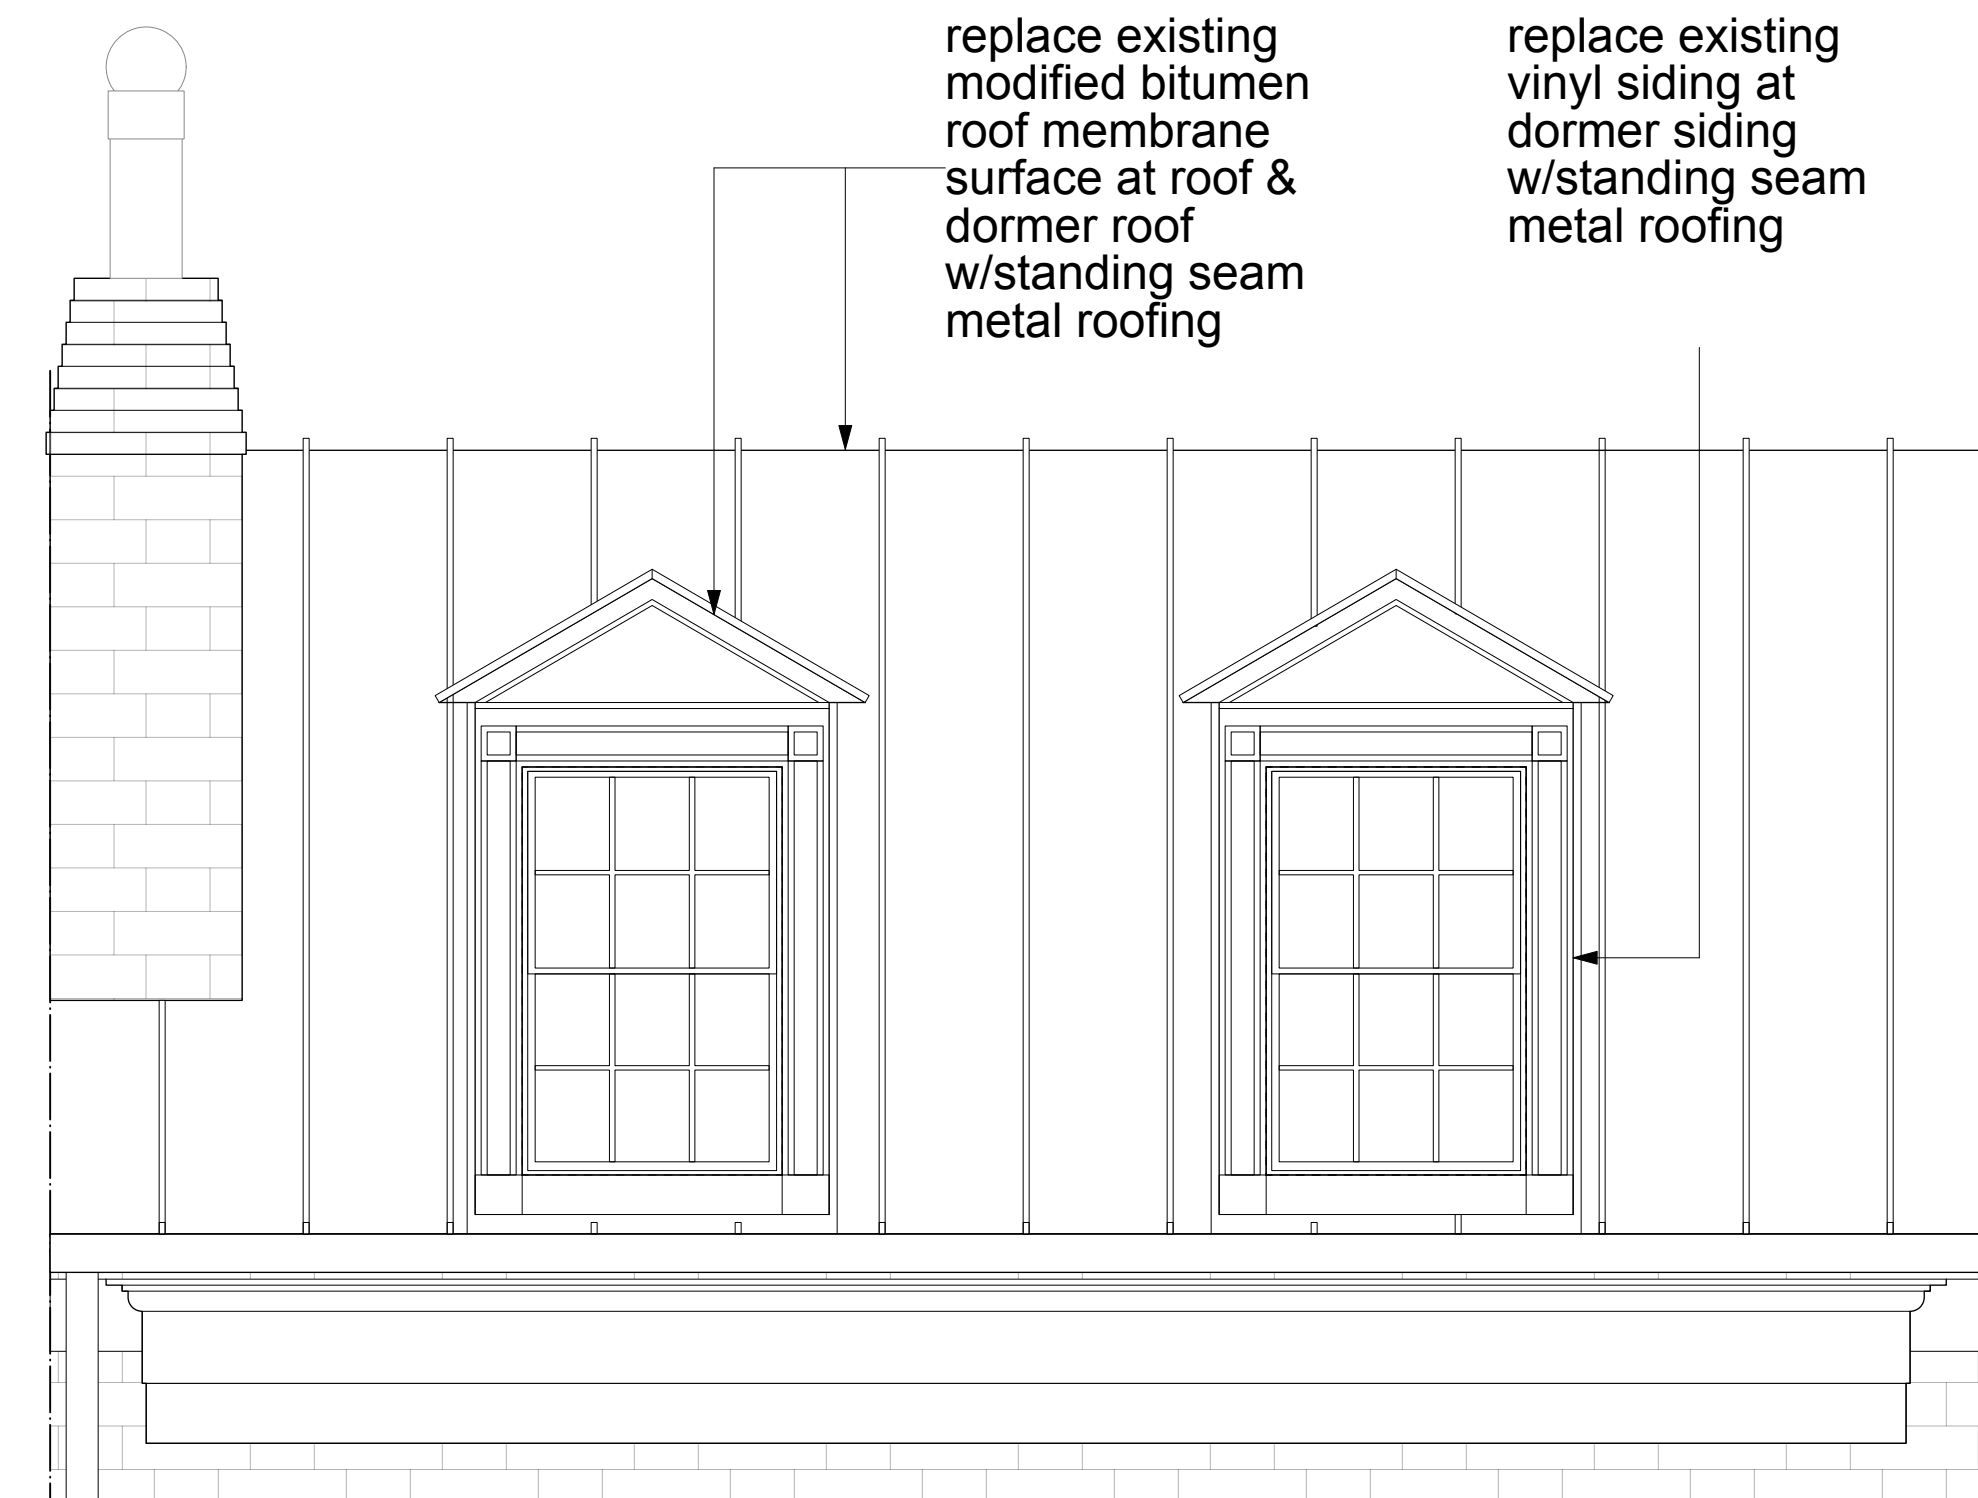 replace existing
modified bitumen
roof membrane
surface at roof &
dormer roof
w/standing seam
metal roofing
replace existing
vinyl siding at
dormer siding
w/standing seam
metal roofing